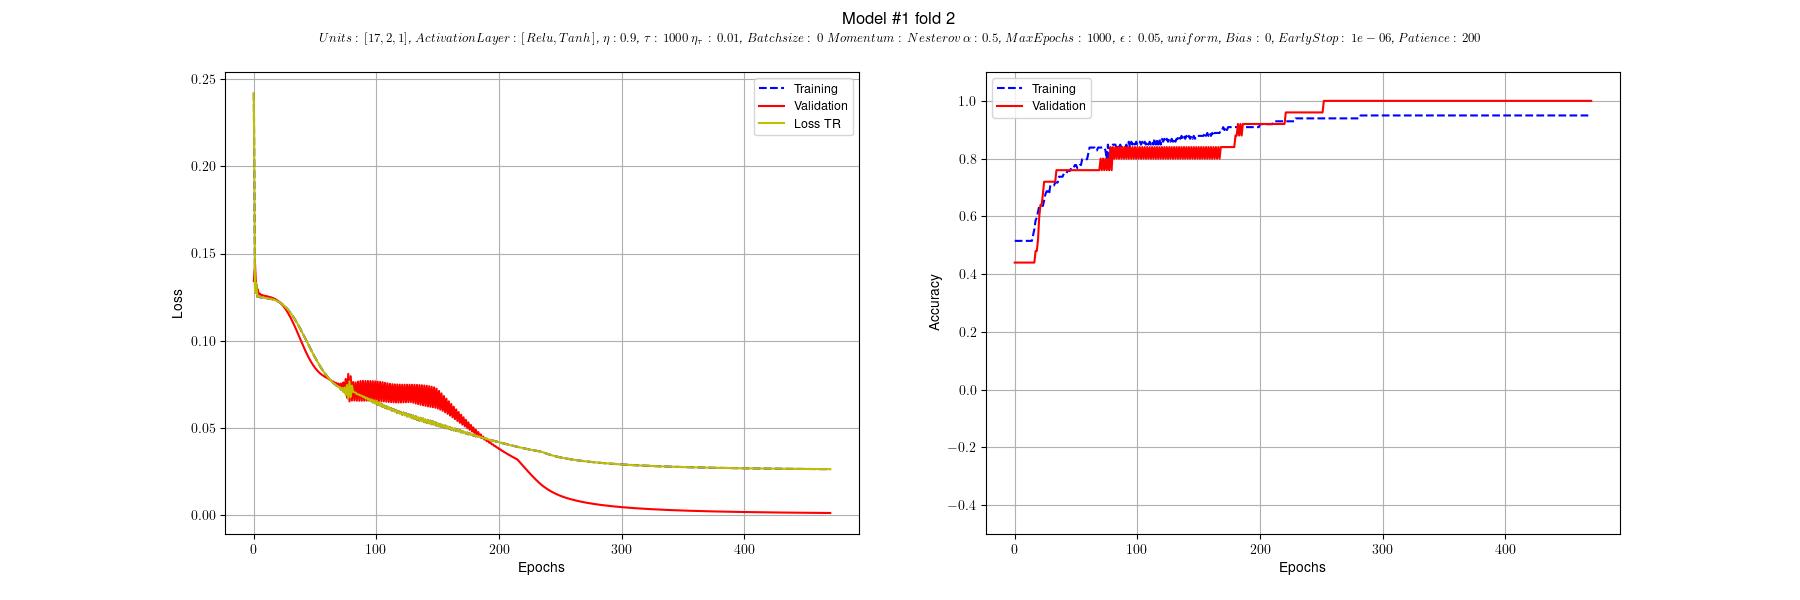 Model #1 fold 2
Units : [17, 2, 1], ActivationLayer : [Relu, Tanh], η : 0.9, τ : 1000 ητ : 0.01, Batchsize : 0 Momentum : Nesterov α : 0.5, MaxEpochs : 1000, ϵ : 0.05, uniform, Bias : 0, EarlyStop : 1e − 06, Patience : 200
0.25
0.20
0.15
0.10
0.05
0.00
Loss
0 100 200 300 400
Epochs
Training
Validation
Loss TR
1.0
0.8
0.6
0.4
0.2
0.0
−0.2
−0.4
Accuracy
0 100 200 300 400
Epochs
Training
Validation